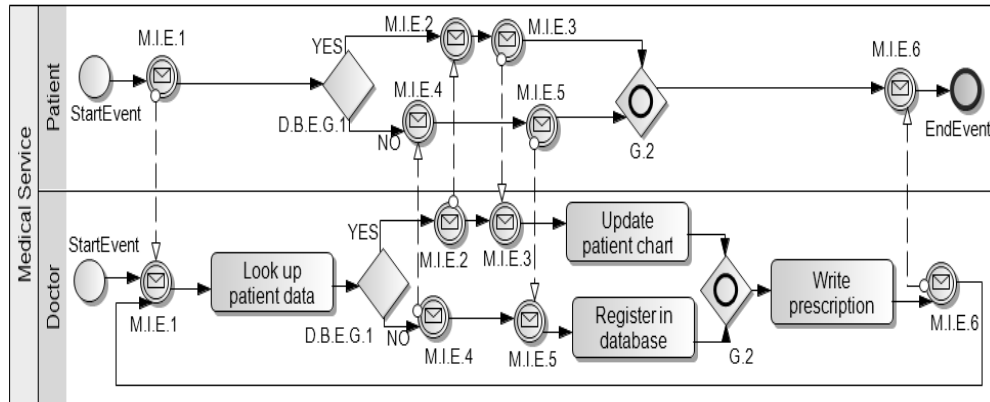 Medical Service
Patient
StartEvent
M.I.E.1
YES
D.B.E.G.1
NO
M.I.E.2
M.I.E.3
M.I.E.4
M.I.E.5
G.2
M.I.E.6
EndEvent
Doctor
StartEvent
M.I.E.1
Look up
patient data
YES
D.B.E.G.1
NO
M.I.E.2
M.I.E.3
Update
patient chart
M.I.E.4
M.I.E.5
Register in
database
G.2
Write
prescription
M.I.E.6